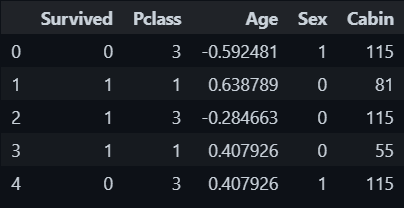 Survived Pclass Age Sex Cabin
0 0 3 -0.592481 1 115
1 1 1 0.638789 0 81
2 1 3 -0.284663 0 115
3 1 1 0.407926 0 55
4 0 3 0.407926 1 115